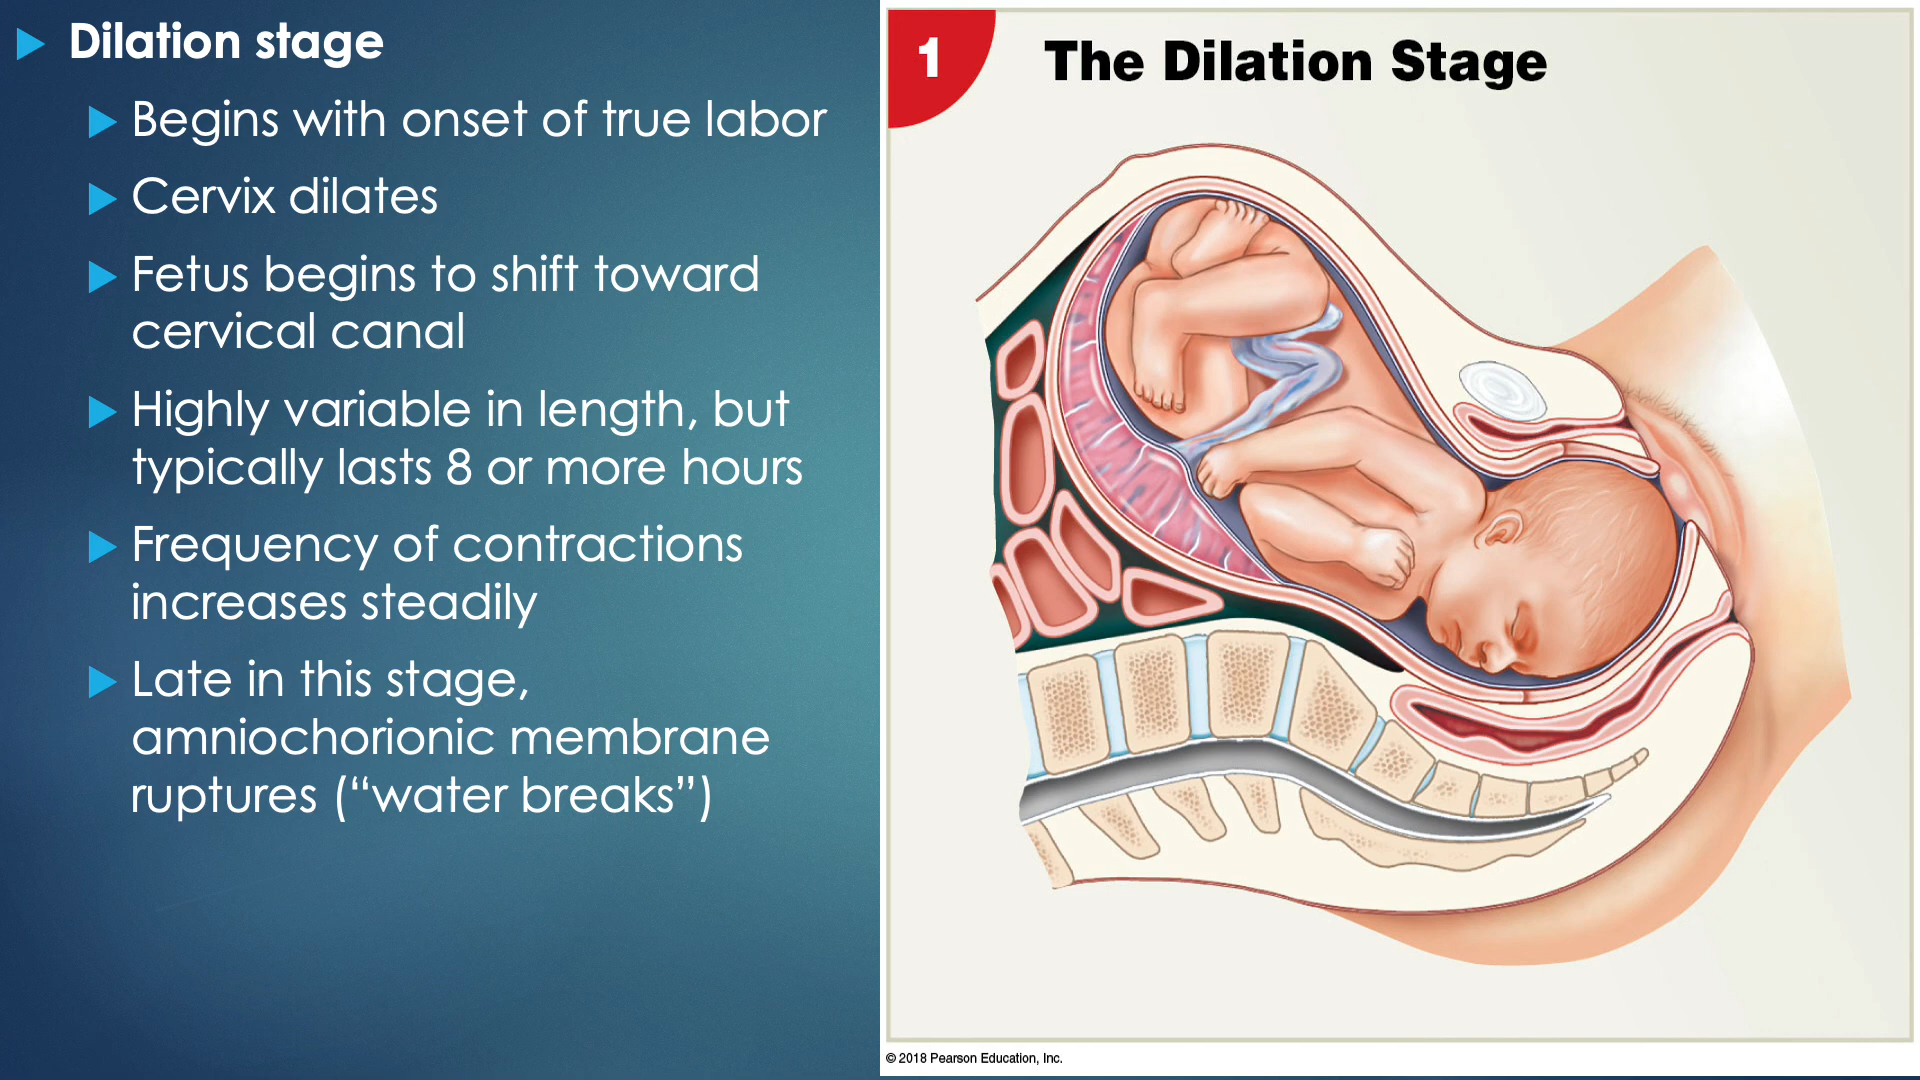 Dilation stage
Begins with onset of true labor
Cervix dilates
Fetus begins to shift toward
cervical canal
Highly variable in length, but
typically lasts 8 or more hours
Frequency of contractions
increases steadily
Late in this stage,
amniochorionic membrane
ruptures (“water breaks”)
1
The Dilation Stage
© 2018 Pearson Education, Inc.